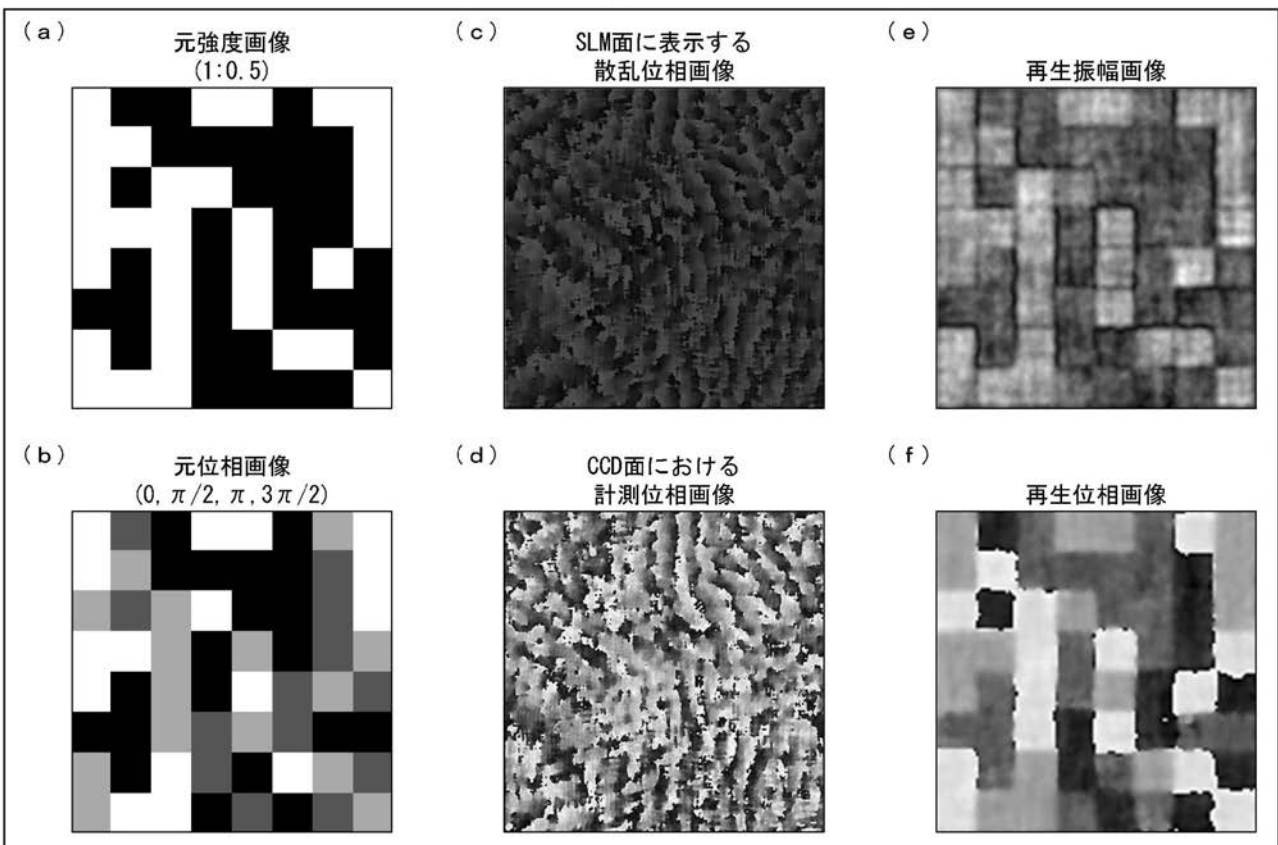 (a)
元強度画像
(1:0.5)
(c)
SLM面に表示する
散乱位相画像
(e)
再生振幅画像
(b)
元位相画像
(0, π/2, π, 3π/2)
(d)
CCD面における
計測位相画像
(f)
再生位相画像